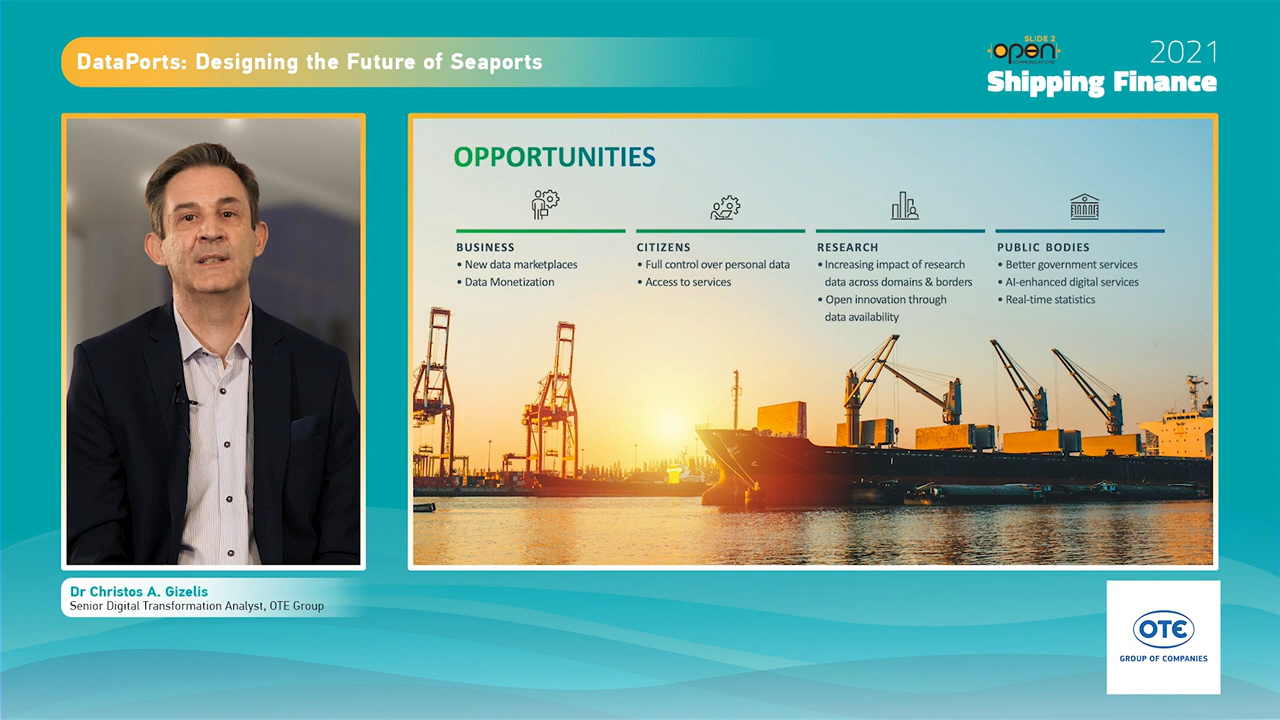 DataPorts: Designing the Future of Seaports
SLIDE 2
open
COMMUNICATIONS
2021
Shipping Finance
OPPORTUNITIES
BUSINESS
• New data marketplaces
• Data Monetization
CITIZENS
• Full control over personal data
• Access to services
RESEARCH
• Increasing impact of research
data across domains & borders
• Open innovation through
data availability
PUBLIC BODIES
• Better government services
• AI-enhanced digital services
• Real-time statistics
Dr Christos A. Gizelis
Senior Digital Transformation Analyst, OTE Group
OTE
GROUP OF COMPANIES